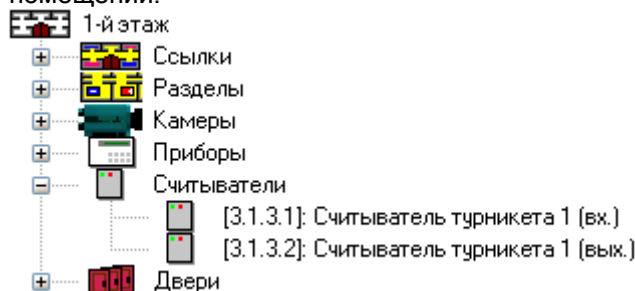 помещений.
1-й этаж
Ссылки
Разделы
Камеры
Приборы
Считыватели
[3.1.3.1]: Считыватель турникета 1 (вх.)
[3.1.3.2]: Считыватель турникета 1 (вых.)
Двери